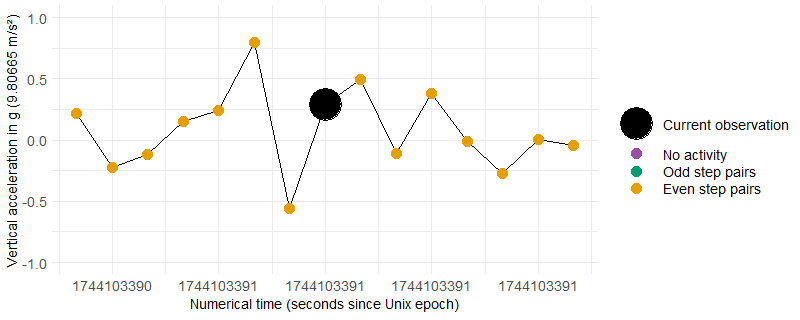 Vertical acceleration in g (9.80665 m/s²)
1.0
0.5
0.0
-0.5
-1.0
1744103390 1744103391 1744103391 1744103391 1744103391
Numerical time (seconds since Unix epoch)
Current observation
No activity
Odd step pairs
Even step pairs